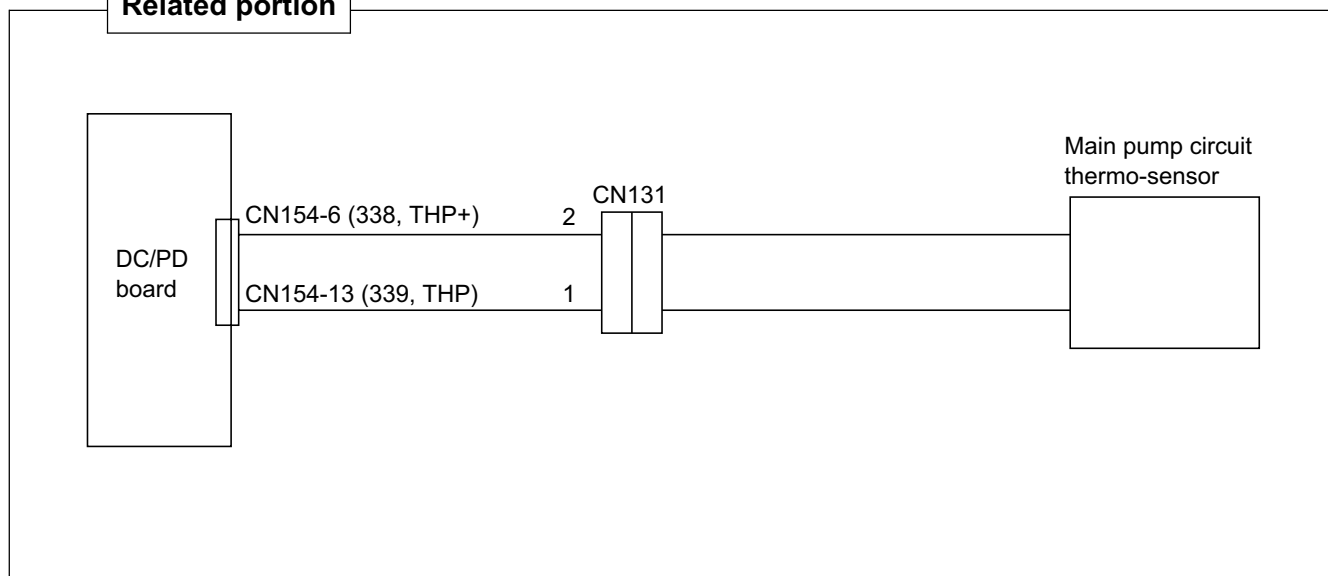 Related portion
Main pump circuit
thermo-sensor
CN131
CN154-6 (338, THP+)
2
DC/PD
board
CN154-13 (339, THP)
1